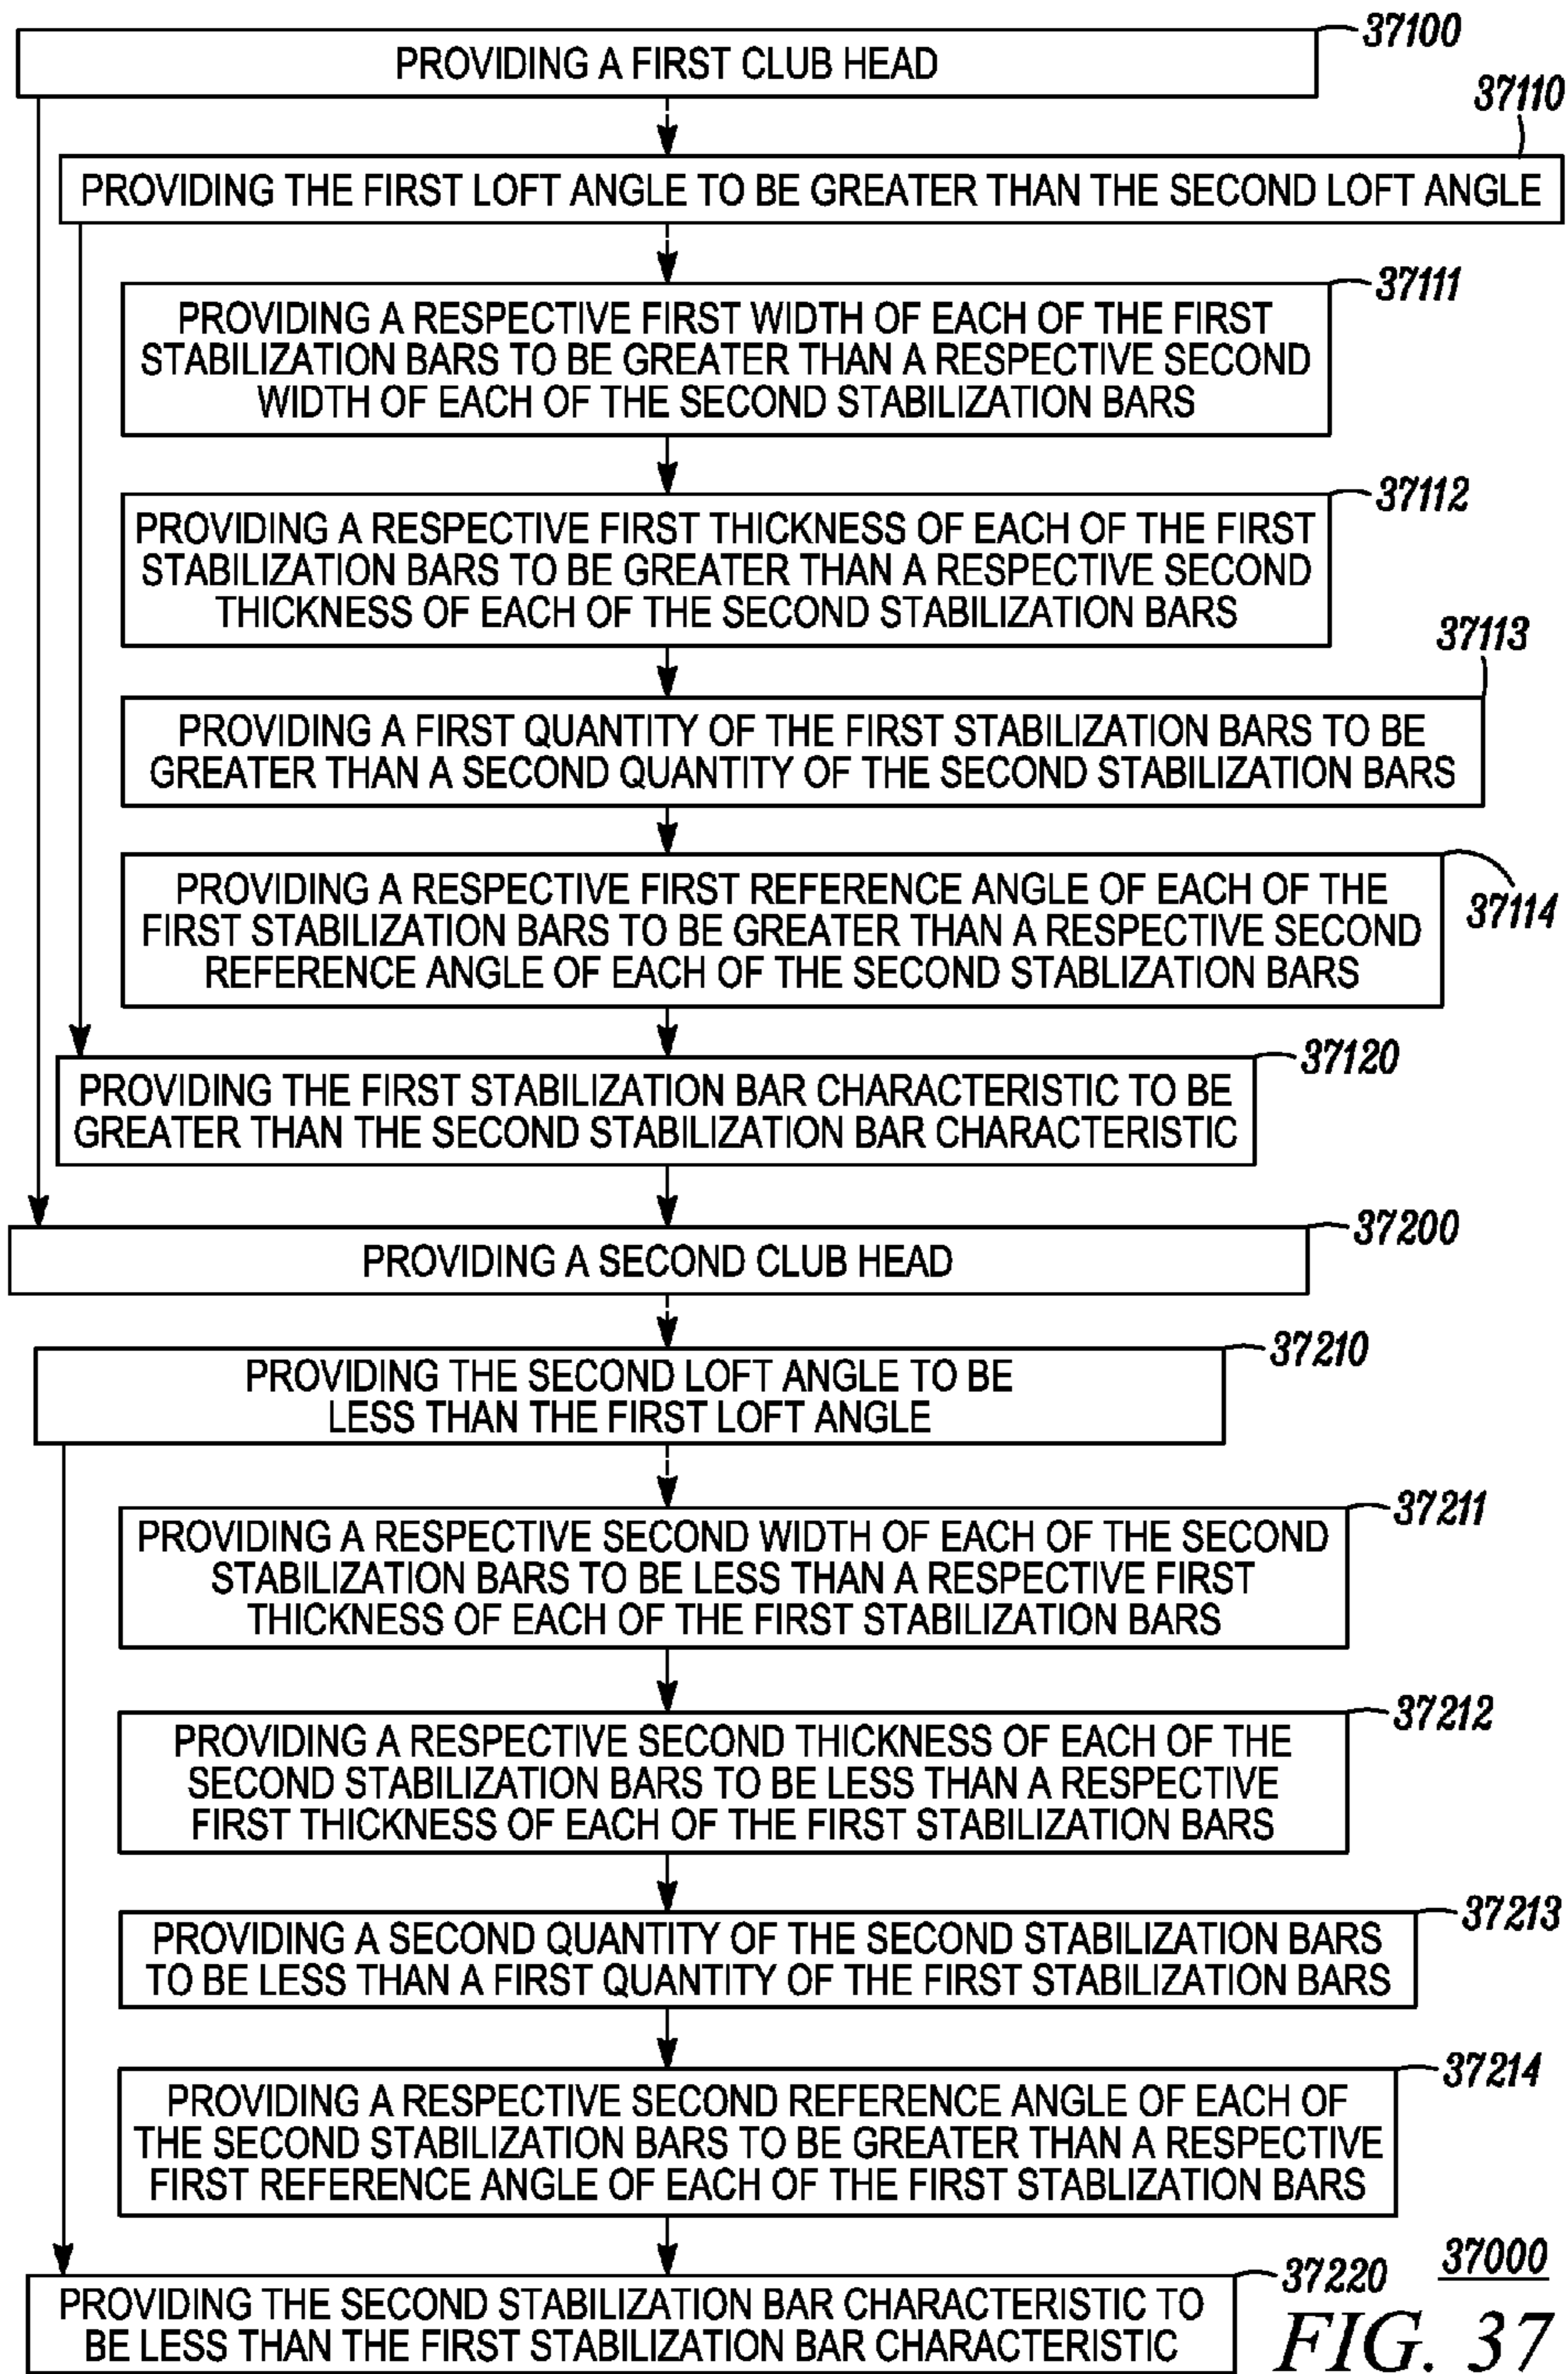 37100
PROVIDING A FIRST CLUB HEAD
37110
PROVIDING THE FIRST LOFT ANGLE TO BE GREATER THAN THE SECOND LOFT ANGLE
37111
PROVIDING A RESPECTIVE FIRST WIDTH OF EACH OF THE FIRST
STABILIZATION BARS TO BE GREATER THAN A RESPECTIVE SECOND
WIDTH OF EACH OF THE SECOND STABILIZATION BARS
37112
PROVIDING A RESPECTIVE FIRST THICKNESS OF EACH OF THE FIRST
STABILIZATION BARS TO BE GREATER THAN A RESPECTIVE SECOND
THICKNESS OF EACH OF THE SECOND STABILIZATION BARS
37113
PROVIDING A FIRST QUANTITY OF THE FIRST STABILIZATION BARS TO BE
GREATER THAN A SECOND QUANTITY OF THE SECOND STABILIZATION BARS
PROVIDING A RESPECTIVE FIRST REFERENCE ANGLE OF EACH OF THE
FIRST STABILIZATION BARS TO BE GREATER THAN A RESPECTIVE SECOND
REFERENCE ANGLE OF EACH OF THE SECOND STABLIZATION BARS
37114
37120
PROVIDING THE FIRST STABILIZATION BAR CHARACTERISTIC TO BE
GREATER THAN THE SECOND STABILIZATION BAR CHARACTERISTIC
37200
PROVIDING A SECOND CLUB HEAD
37210
PROVIDING THE SECOND LOFT ANGLE TO BE
LESS THAN THE FIRST LOFT ANGLE
37211
PROVIDING A RESPECTIVE SECOND WIDTH OF EACH OF THE SECOND
STABILIZATION BARS TO BE LESS THAN A RESPECTIVE FIRST
THICKNESS OF EACH OF THE FIRST STABILIZATION BARS
37212
PROVIDING A RESPECTIVE SECOND THICKNESS OF EACH OF THE
SECOND STABILIZATION BARS TO BE LESS THAN A RESPECTIVE
FIRST THICKNESS OF EACH OF THE FIRST STABILIZATION BARS
37213
PROVIDING A SECOND QUANTITY OF THE SECOND STABILIZATION BARS
TO BE LESS THAN A FIRST QUANTITY OF THE FIRST STABILIZATION BARS
37214
PROVIDING A RESPECTIVE SECOND REFERENCE ANGLE OF EACH OF
THE SECOND STABILIZATION BARS TO BE GREATER THAN A RESPECTIVE
FIRST REFERENCE ANGLE OF EACH OF THE FIRST STABLIZATION BARS
37220
PROVIDING THE SECOND STABILIZATION BAR CHARACTERISTIC TO
BE LESS THAN THE FIRST STABILIZATION BAR CHARACTERISTIC
37000
FIG. 37